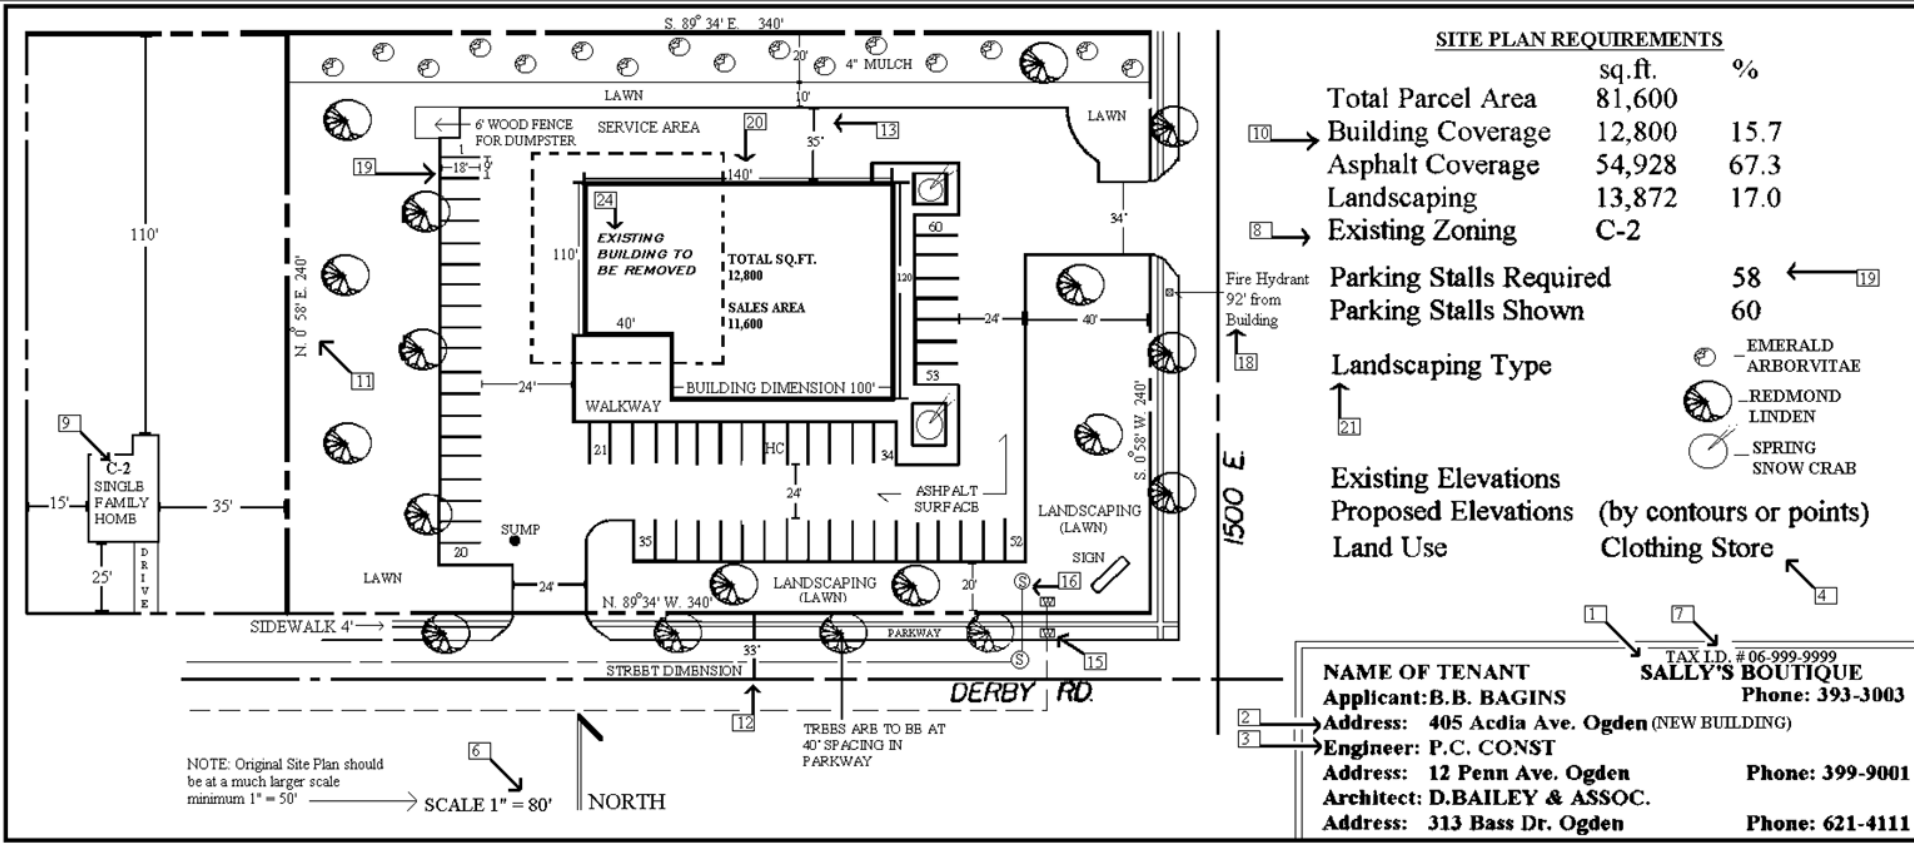 S. 89° 34' E. 340'
20'
4" MULCH
LAWN
10'
LAWN
6' WOOD FENCE
FOR DUMPSTER
SERVICE AREA
20
13
35'
1
19
18'
9'
140'
24
EXISTING
BUILDING TO
BE REMOVED
110'
110'
TOTAL SQ.FT.
12,800
SALES AREA
11,600
60
120
34'
N. 0° 58' E. 240'
40'
24'
40'
Fire Hydrant
92' from
Building
18
11
24'
BUILDING DIMENSION 100'
53
WALKWAY
S. 0° 58' W. 240'
1500 E.
9
C-2
SINGLE
FAMILY
HOME
15'
35'
25'
DRIVE
21
HC
34
24'
ASHPALT
SURFACE
LANDSCAPING
(LAWN)
SUMP
35
52
20
SIGN
LAWN
24'
LANDSCAPING
(LAWN)
20'
S
16
N. 89°34' W. 340'
W
SIDEWALK 4'
PARKWAY
W
33'
S
15
STREET DIMENSION
DERBY RD.
12
TREES ARE TO BE AT
40' SPACING IN
PARKWAY
6
NOTE: Original Site Plan should
be at a much larger scale
minimum 1" = 50'
SCALE 1" = 80'
NORTH
SITE PLAN REQUIREMENTS
sq.ft. %
Total Parcel Area 81,600
10
Building Coverage 12,800 15.7
Asphalt Coverage 54,928 67.3
Landscaping 13,872 17.0
8
Existing Zoning C-2
Parking Stalls Required 58
19
Parking Stalls Shown 60
Landscaping Type
21
EMERALD
ARBORVITAE
REDMOND
LINDEN
SPRING
SNOW CRAB
Existing Elevations
Proposed Elevations (by contours or points)
Land Use Clothing Store
4
1
7
TAX I.D. # 06-999-9999
NAME OF TENANT SALLY'S BOUTIQUE
Applicant: B.B. BAGINS Phone: 393-3003
2
Address: 405 Acdia Ave. Ogden (NEW BUILDING)
3
Engineer: P.C. CONST
Address: 12 Penn Ave. Ogden Phone: 399-9001
Architect: D.BAILEY & ASSOC.
Address: 313 Bass Dr. Ogden Phone: 621-4111